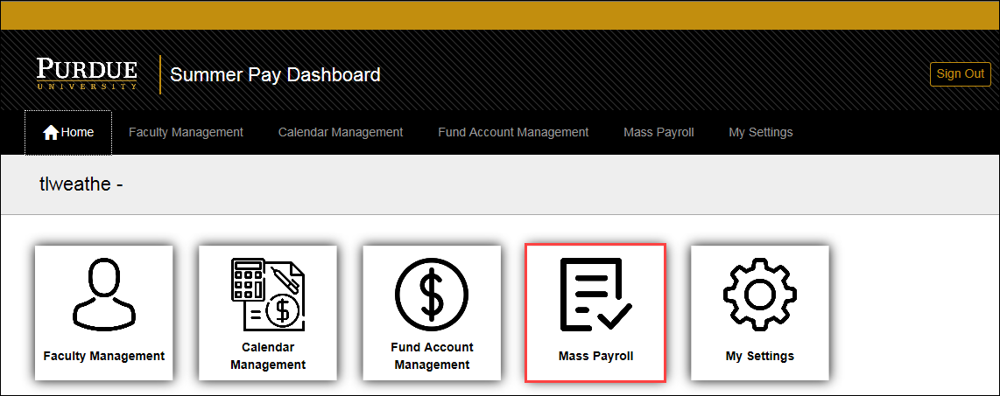 PURDUE
UNIVERSITY
Summer Pay Dashboard
Sign Out
Home Faculty Management Calendar Management Fund Account Management Mass Payroll My Settings
tlweathe -
$
$
Faculty Management
Calendar
Management
Fund Account
Management
Mass Payroll
My Settings